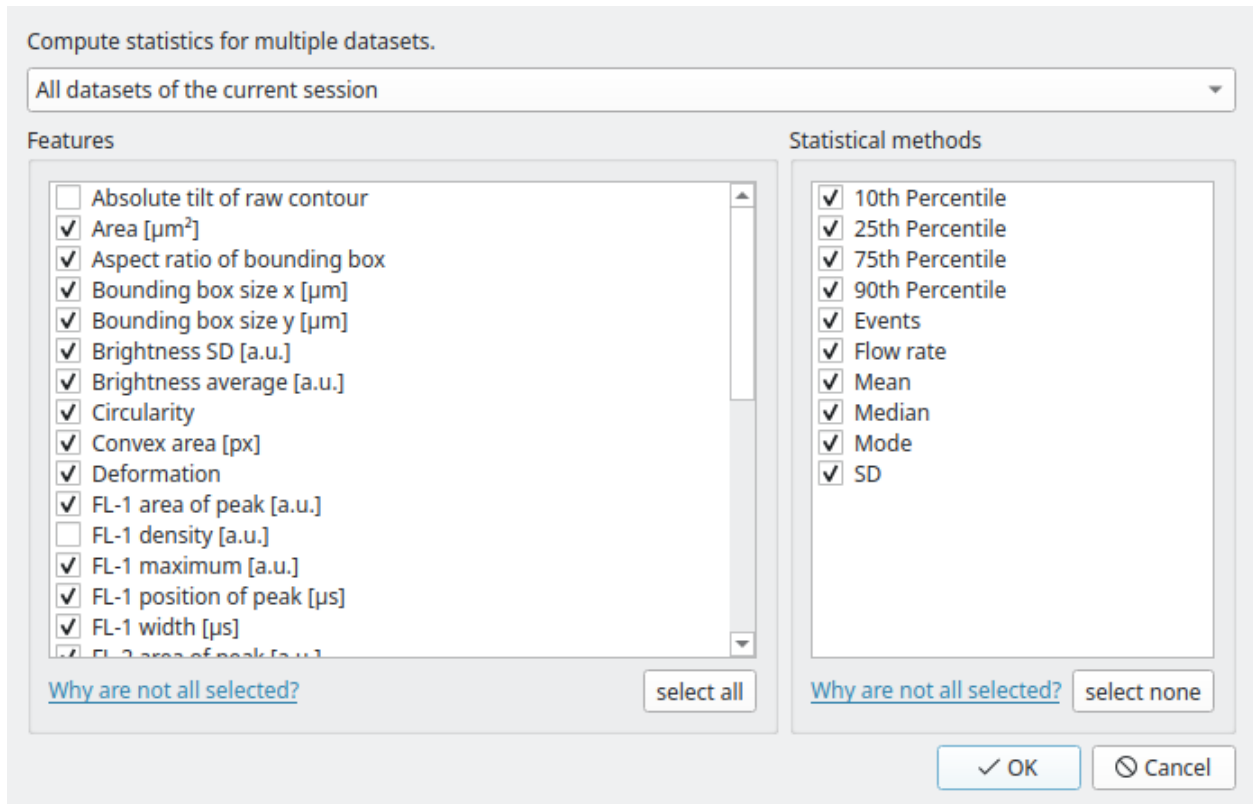 Compute statistics for multiple datasets.
All datasets of the current session
Features
Absolute tilt of raw contour
Area [µm²]
Aspect ratio of bounding box
Bounding box size x [µm]
Bounding box size y [µm]
Brightness SD [a.u.]
Brightness average [a.u.]
Circularity
Convex area [px]
Deformation
FL-1 area of peak [a.u.]
FL-1 density [a.u.]
FL-1 maximum [a.u.]
FL-1 position of peak [µs]
FL-1 width [µs]
FL-2 area of peak [a.u.]
Why are not all selected?
select all
Statistical methods
10th Percentile
25th Percentile
75th Percentile
90th Percentile
Events
Flow rate
Mean
Median
Mode
SD
Why are not all selected?
select none
OK
Cancel